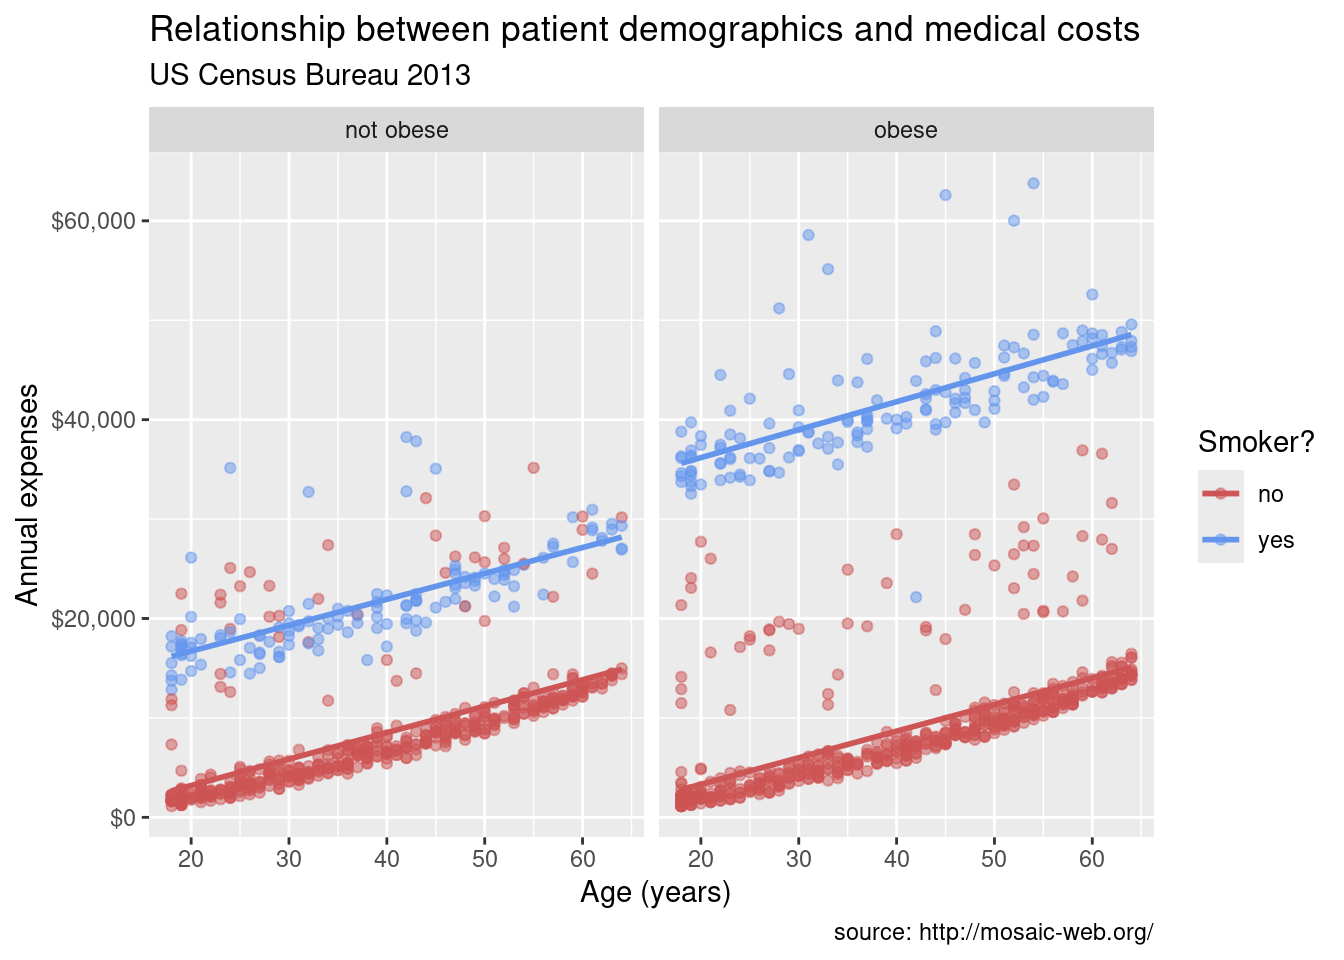 Relationship between patient demographics and medical costs
US Census Bureau 2013
not obese
obese
$60,000
$40,000
$20,000
$0
Annual expenses
20 30 40 50 60
20 30 40 50 60
Age (years)
Smoker?
no
yes
source: http://mosaic-web.org/